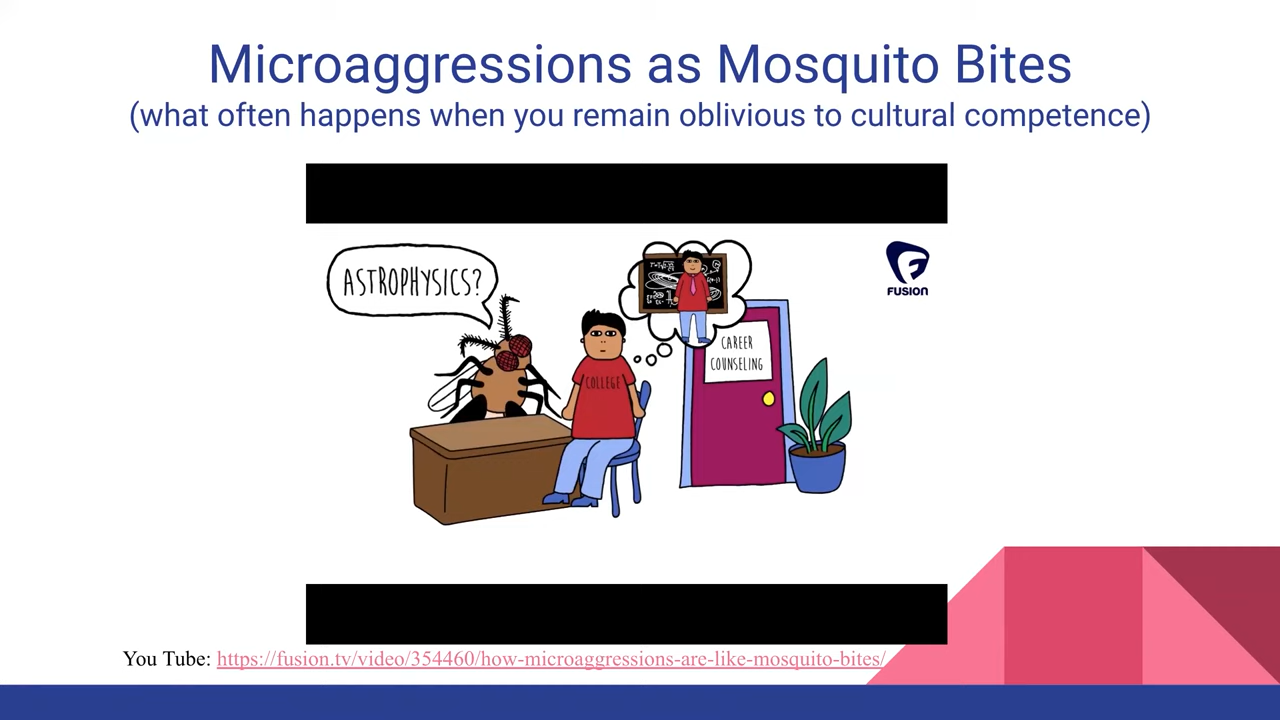 Microaggressions as Mosquito Bites
(what often happens when you remain oblivious to cultural competence)
ASTROPHYSICS?
FUSION
CAREER
COUNSELING
COLLEGE
You Tube: https://fusion.tv/video/354460/how-microaggressions-are-like-mosquito-bites/